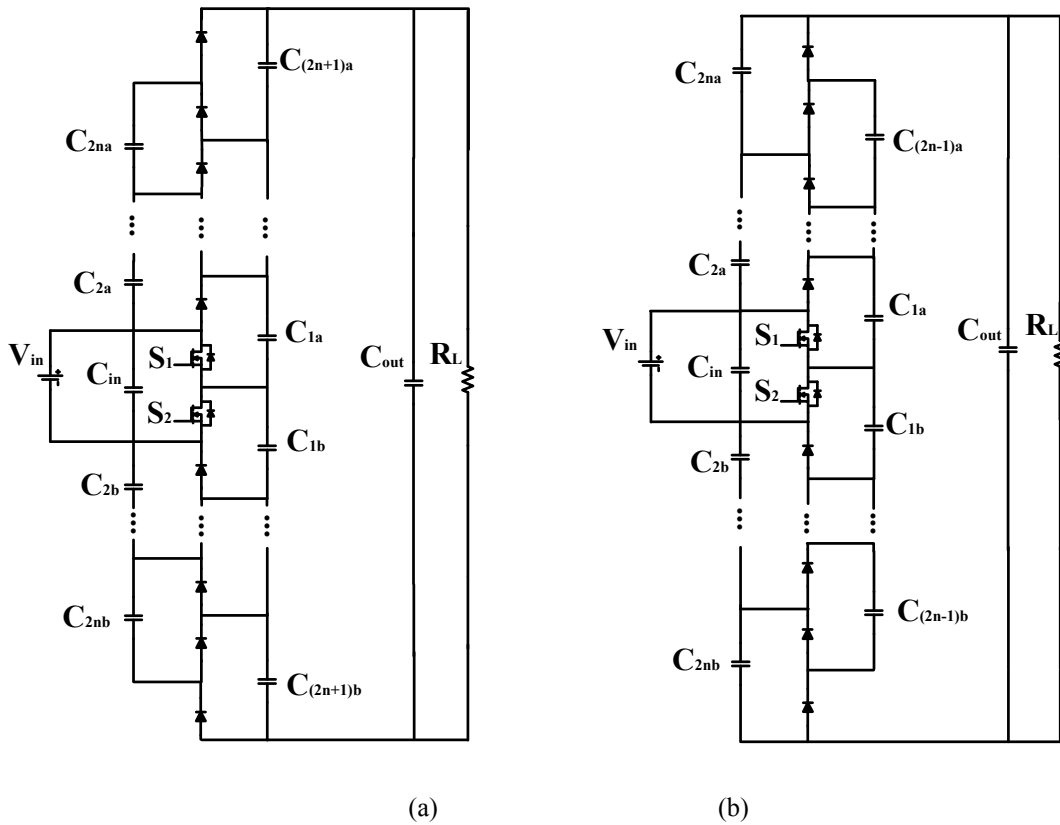 C(2n+1)a
C2na
C2a
C1a
Vin
S1
Cin
S2
C1b
C2b
C2nb
C(2n+1)b
Cout
RL
(a)
C2na
C(2n-1)a
C2a
C1a
Vin
S1
Cin
S2
C1b
C2b
C(2n-1)b
C2nb
Cout
RL
(b)